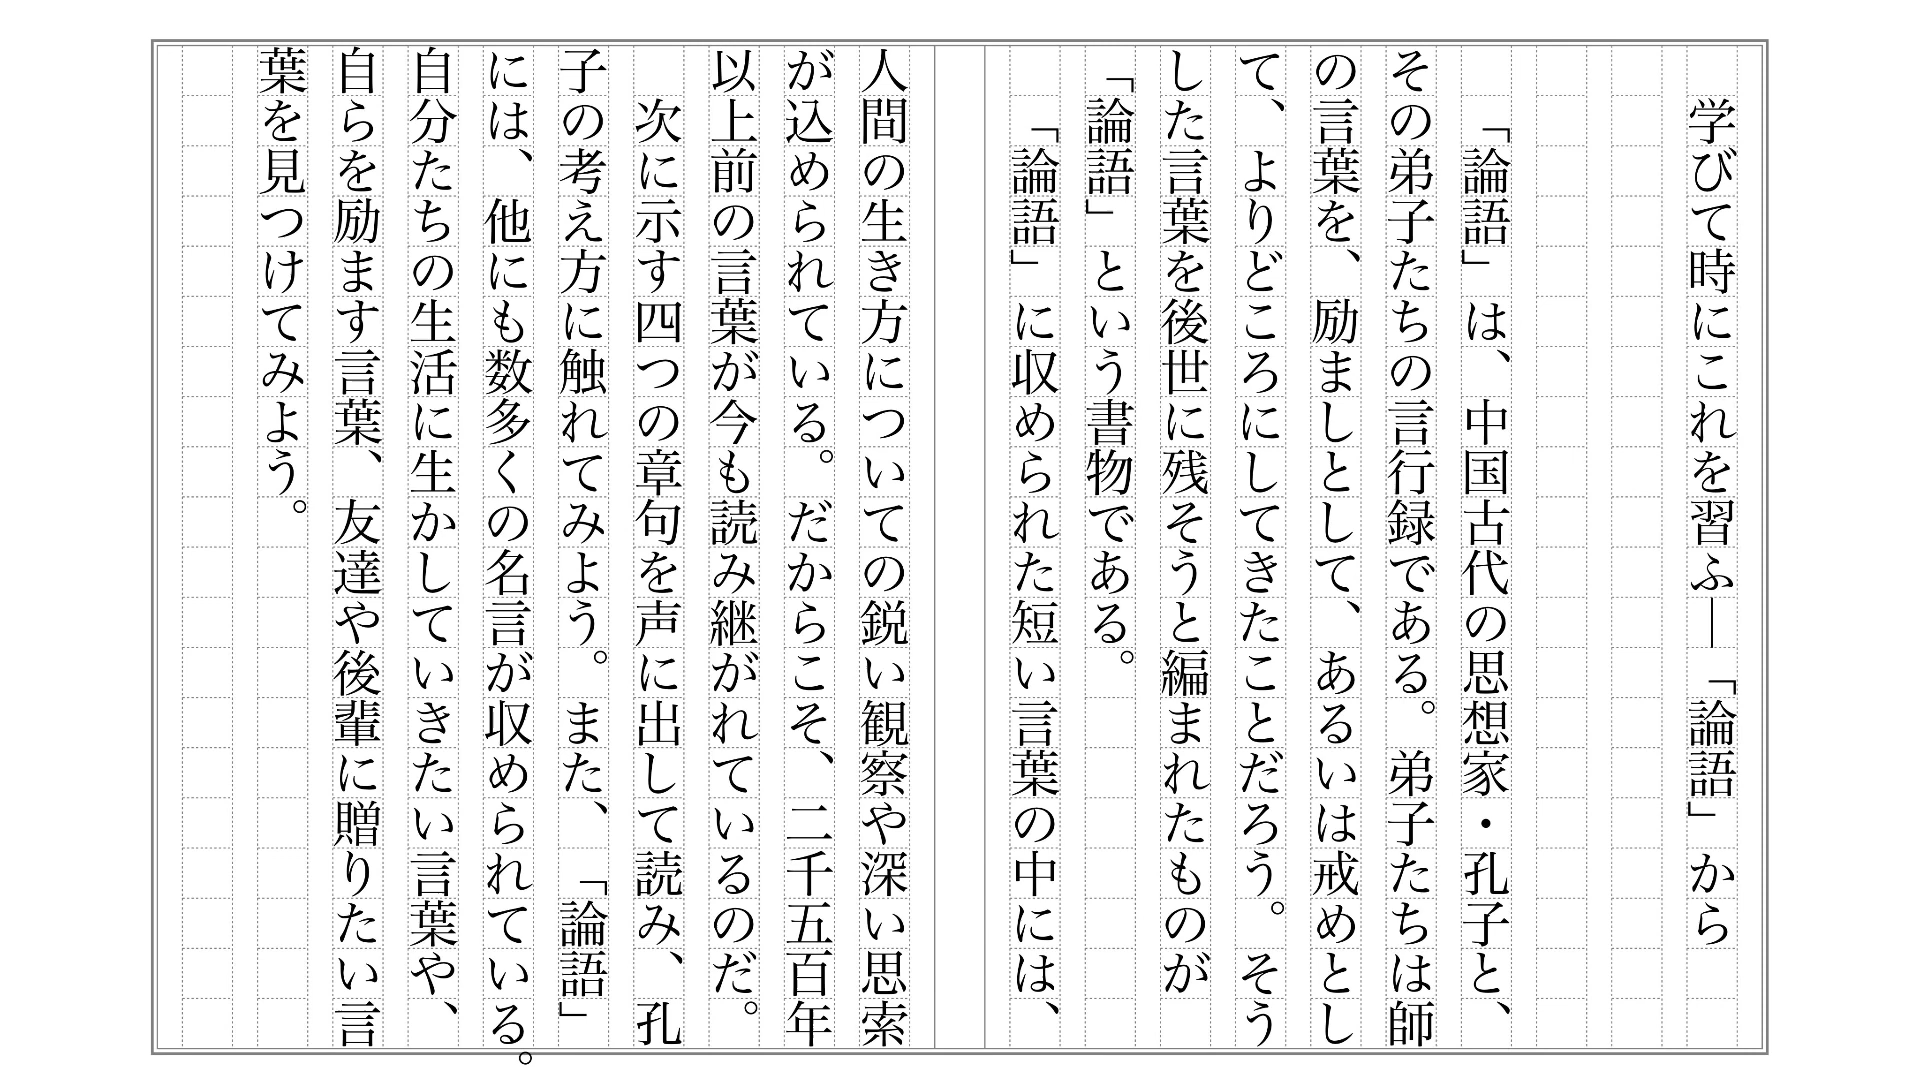 学びて時にこれを習ふ―「論語」から
「論語」は、中国古代の思想家・孔子と、
その弟子たちの言行録である。弟子たちは師
の言葉を、励ましとして、あるいは戒めとし
て、よりどころにしてきたことだろう。そう
した言葉を後世に残そうと編まれたものが
「論語」という書物である。
「論語」に収められた短い言葉の中には、
人間の生き方についての鋭い観察や深い思索
が込められている。だからこそ、二千五百年
以上前の言葉が今も読み継がれているのだ。
次に示す四つの章句を声に出して読み、孔
子の考え方に触れてみよう。また、「論語」
には、他にも数多くの名言が収められている。
自分たちの生活に生かしていきたい言葉や、
自らを励ます言葉、友達や後輩に贈りたい言
葉を見つけてみよう。